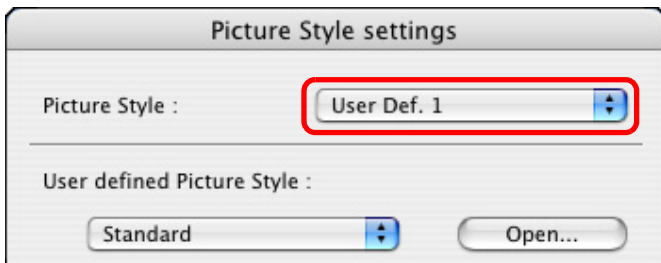 Picture Style settings
Picture Style : User Def. 1
User defined Picture Style :
Standard Open...